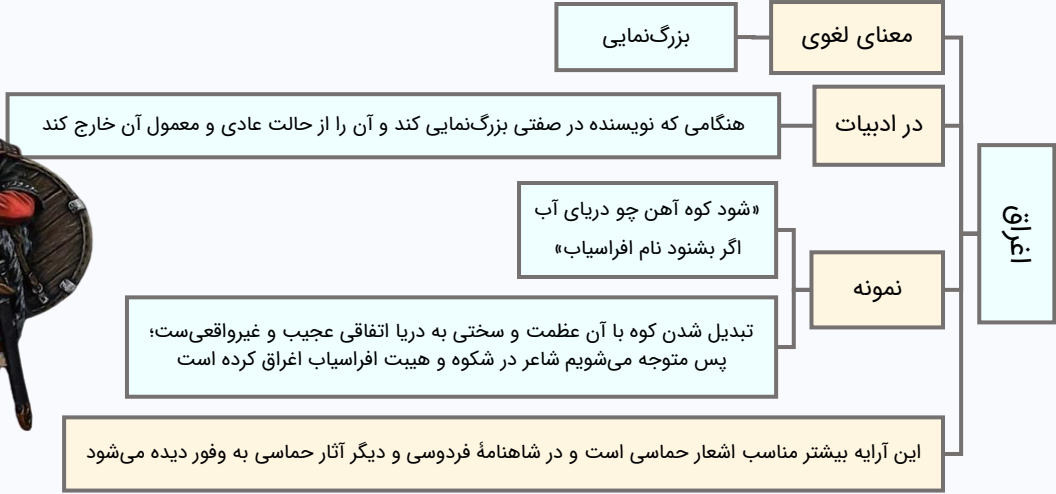 اغراق
معنای لغوی
بزرگ‌نمایی
در ادبیات
هنگامی که نویسنده در صفتی بزرگ‌نمایی کند و آن را از حالت عادی و معمول آن خارج کند
نمونه
«شود کوه آهن چو دریای آب
اگر بشنود نام افراسیاب»
تبدیل شدن کوه با آن عظمت و سختی به دریا اتفاقی عجیب و غیرواقعی‌ست؛
پس متوجه می‌شویم شاعر در شکوه و هیبت افراسیاب اغراق کرده است
این آرایه بیشتر مناسب اشعار حماسی است و در شاهنامهٔ فردوسی و دیگر آثار حماسی به وفور دیده می‌شود